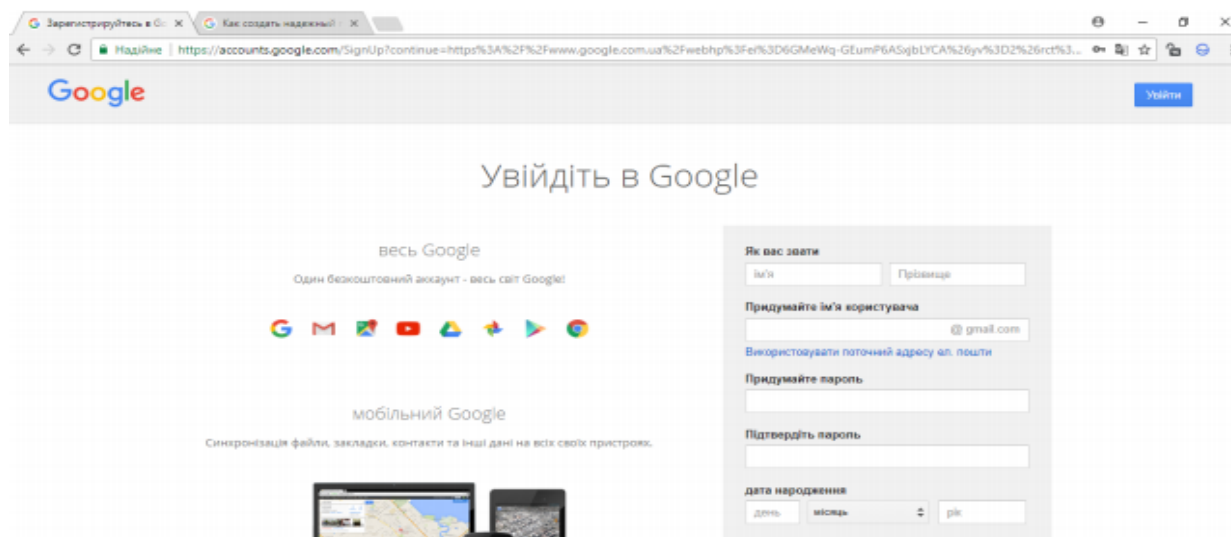 Зарегистрируйтесь в Go
Как создать надежный
Надійне | https://accounts.google.com/SignUp?continue=https%3A%2F%2Fwww.google.com.ua%2Fwebhp%3Fei%3D6GMeWq-GEumP6ASxjbLYCA%26yv%3D2%26rct%3...
Google
Увійти
Увійдіть в Google
весь Google
Один безкоштовний аккаунт - весь світ Google!
мобільний Google
Синхронізація файли, закладки, контакти та інші дані на всіх своїх пристроях.
Як вас звати
ім'я Прізвище
Придумайте ім'я користувача
@ gmail.com
Використовувати поточний адресу ел. пошти
Придумайте пароль
Підтвердіть пароль
дата народження
день місяць рік